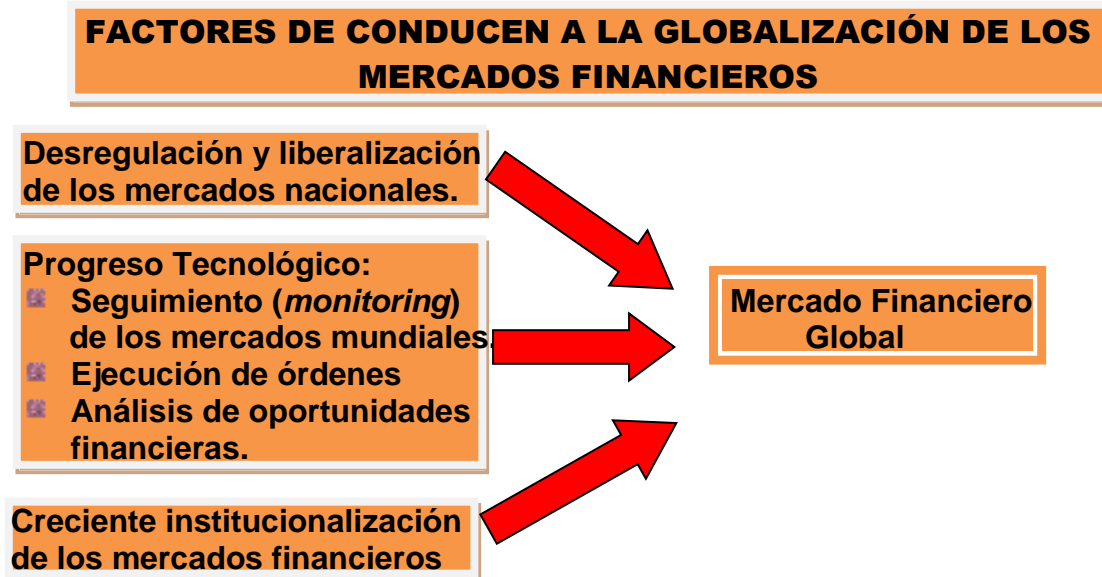 FACTORES DE CONDUCEN A LA GLOBALIZACIÓN DE LOS
MERCADOS FINANCIEROS
Desregulación y liberalización
de los mercados nacionales.
Progreso Tecnológico:
Seguimiento (monitoring)
de los mercados mundiales.
Ejecución de órdenes
Análisis de oportunidades
financieras.
Creciente institucionalización
de los mercados financieros
Mercado Financiero
Global